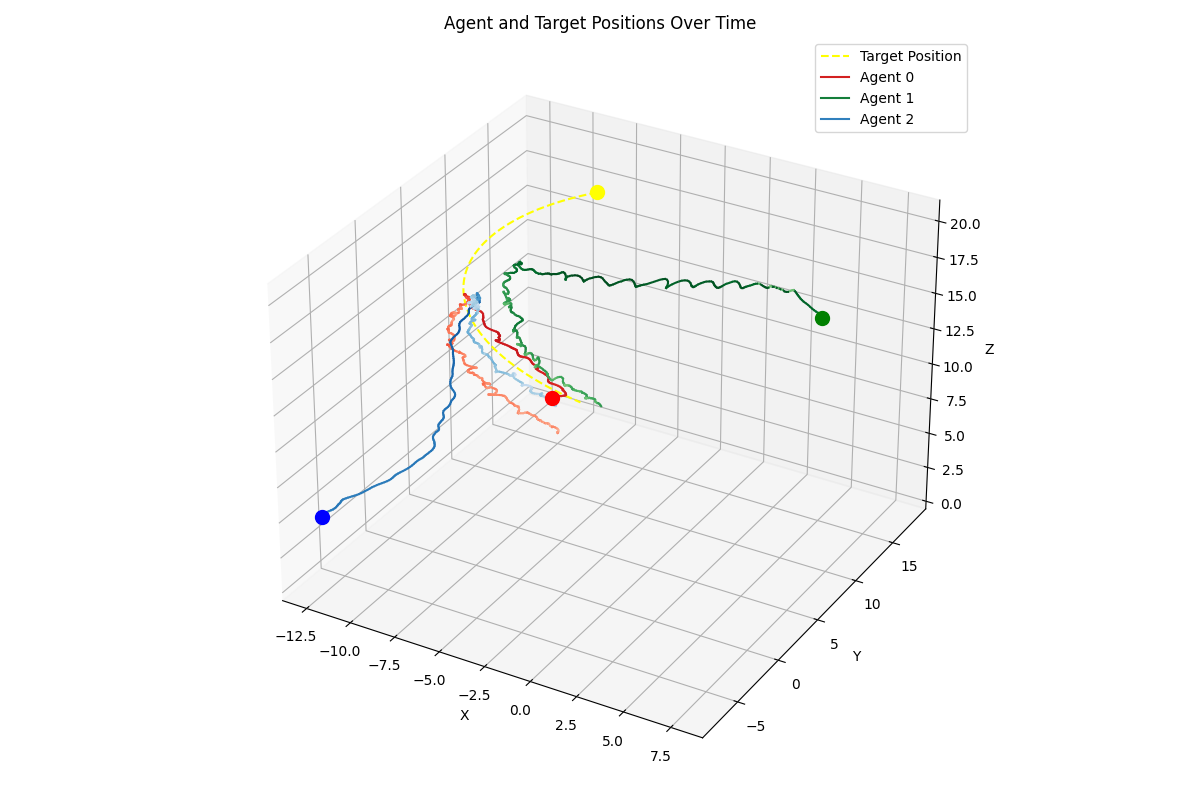 Agent and Target Positions Over Time
Target Position
Agent 0
Agent 1
Agent 2
20.0
17.5
15.0
12.5
10.0
7.5
5.0
2.5
0.0
Z
15
10
5
0
−5
Y
−12.5
−10.0
−7.5
−5.0
−2.5
0.0
2.5
5.0
7.5
X